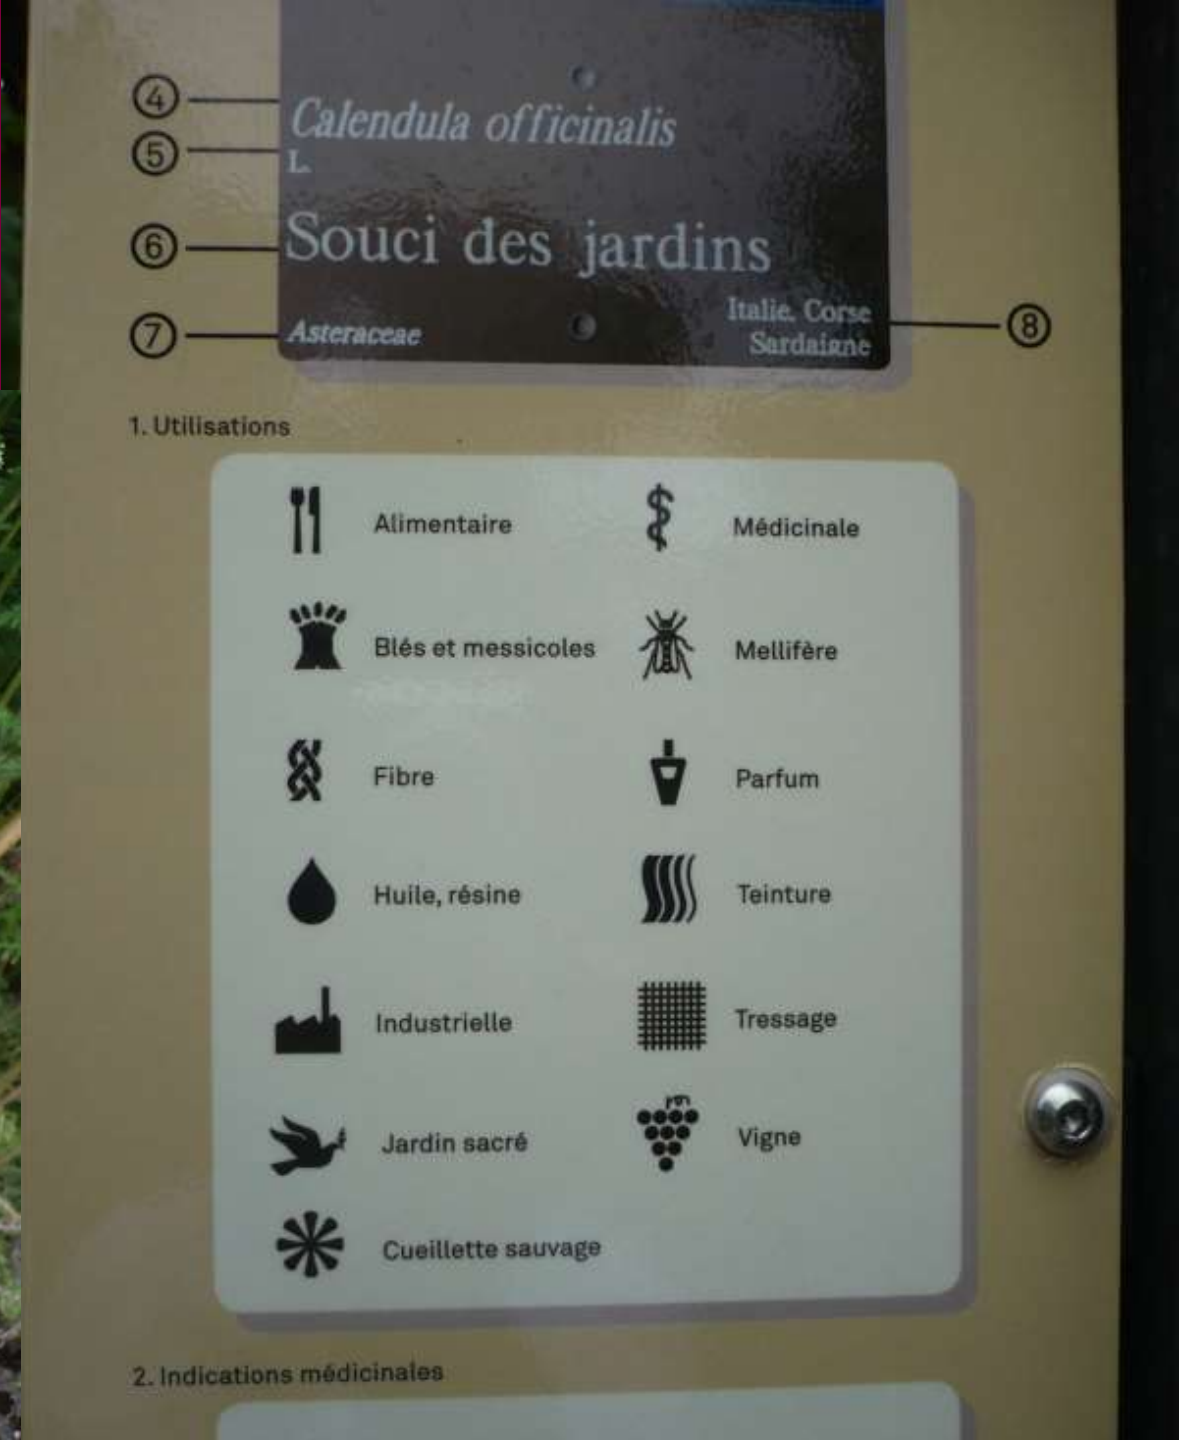 ④ Calendula officinalis
⑤ L.
⑥ Souci des jardins
⑦ Asteraceae
Italie. Corse
Sardaigne ⑧
1. Utilisations
Alimentaire
Médicinale
Blés et messicoles
Mellifère
Fibre
Parfum
Huile, résine
Teinture
Industrielle
Tressage
Jardin sacré
Vigne
Cueillette sauvage
2. Indications médicinales